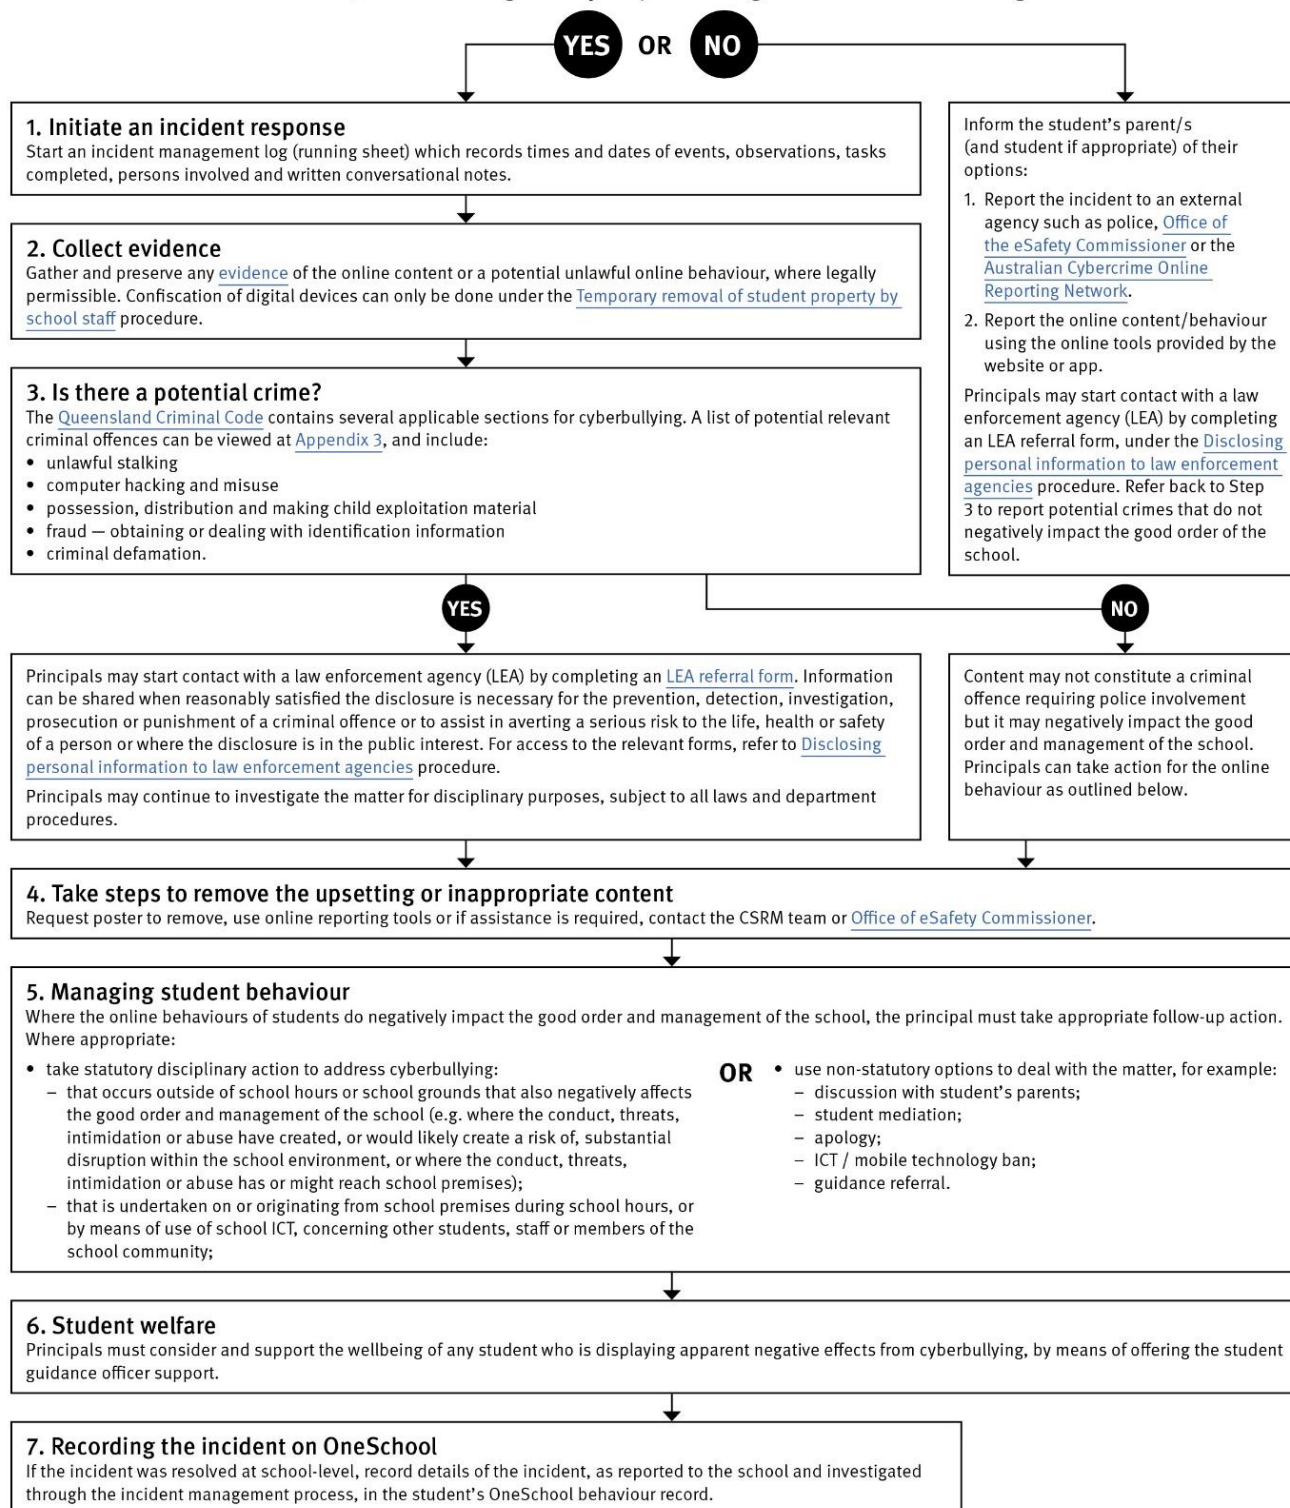 YES OR NO
1. Initiate an incident response
Start an incident management log (running sheet) which records times and dates of events, observations, tasks
completed, persons involved and written conversational notes.
2. Collect evidence
Gather and preserve any evidence of the online content or a potential unlawful online behaviour, where legally
permissible. Confiscation of digital devices can only be done under the Temporary removal of student property by
school staff procedure.
3. Is there a potential crime?
The Queensland Criminal Code contains several applicable sections for cyberbullying. A list of potential relevant
criminal offences can be viewed at Appendix 3, and include:
• unlawful stalking
• computer hacking and misuse
• possession, distribution and making child exploitation material
• fraud — obtaining or dealing with identification information
• criminal defamation.
Inform the student's parent/s
(and student if appropriate) of their
options:
1. Report the incident to an external
agency such as police, Office of
the eSafety Commissioner or the
Australian Cybercrime Online
Reporting Network.
2. Report the online content/behaviour
using the online tools provided by the
website or app.
Principals may start contact with a law
enforcement agency (LEA) by completing
an LEA referral form, under the Disclosing
personal information to law enforcement
agencies procedure. Refer back to Step
3 to report potential crimes that do not
negatively impact the good order of the
school.
YES
NO
Principals may start contact with a law enforcement agency (LEA) by completing an LEA referral form. Information
can be shared when reasonably satisfied the disclosure is necessary for the prevention, detection, investigation,
prosecution or punishment of a criminal offence or to assist in averting a serious risk to the life, health or safety
of a person or where the disclosure is in the public interest. For access to the relevant forms, refer to Disclosing
personal information to law enforcement agencies procedure.
Principals may continue to investigate the matter for disciplinary purposes, subject to all laws and department
procedures.
Content may not constitute a criminal
offence requiring police involvement
but it may negatively impact the good
order and management of the school.
Principals can take action for the online
behaviour as outlined below.
4. Take steps to remove the upsetting or inappropriate content
Request poster to remove, use online reporting tools or if assistance is required, contact the CSRM team or Office of eSafety Commissioner.
5. Managing student behaviour
Where the online behaviours of students do negatively impact the good order and management of the school, the principal must take appropriate follow-up action.
Where appropriate:
• take statutory disciplinary action to address cyberbullying:
– that occurs outside of school hours or school grounds that also negatively affects
the good order and management of the school (e.g. where the conduct, threats,
intimidation or abuse have created, or would likely create a risk of, substantial
disruption within the school environment, or where the conduct, threats,
intimidation or abuse has or might reach school premises);
– that is undertaken on or originating from school premises during school hours, or
by means of use of school ICT, concerning other students, staff or members of the
school community;
OR
• use non-statutory options to deal with the matter, for example:
– discussion with student's parents;
– student mediation;
– apology;
– ICT / mobile technology ban;
– guidance referral.
6. Student welfare
Principals must consider and support the wellbeing of any student who is displaying apparent negative effects from cyberbullying, by means of offering the student
guidance officer support.
7. Recording the incident on OneSchool
If the incident was resolved at school-level, record details of the incident, as reported to the school and investigated
through the incident management process, in the student's OneSchool behaviour record.